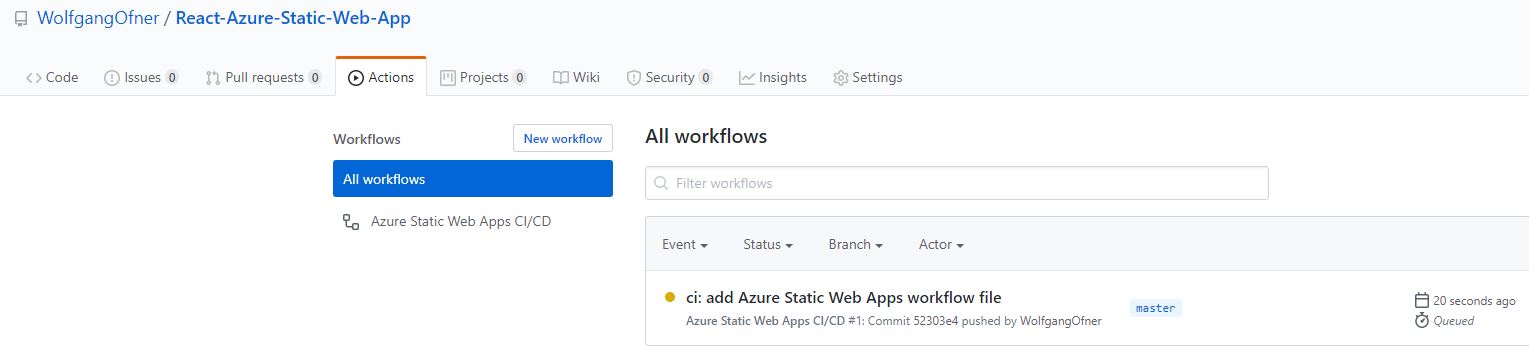 WolfgangOfner / React-Azure-Static-Web-App
Code Issues 0 Pull requests 0 Actions Projects 0 Wiki Security 0 Insights Settings
Workflows New workflow
All workflows
Azure Static Web Apps CI/CD
All workflows
Filter workflows
Event Status Branch Actor
ci: add Azure Static Web Apps workflow file
Azure Static Web Apps CI/CD #1: Commit 52303e4 pushed by WolfgangOfner
master
20 seconds ago
Queued